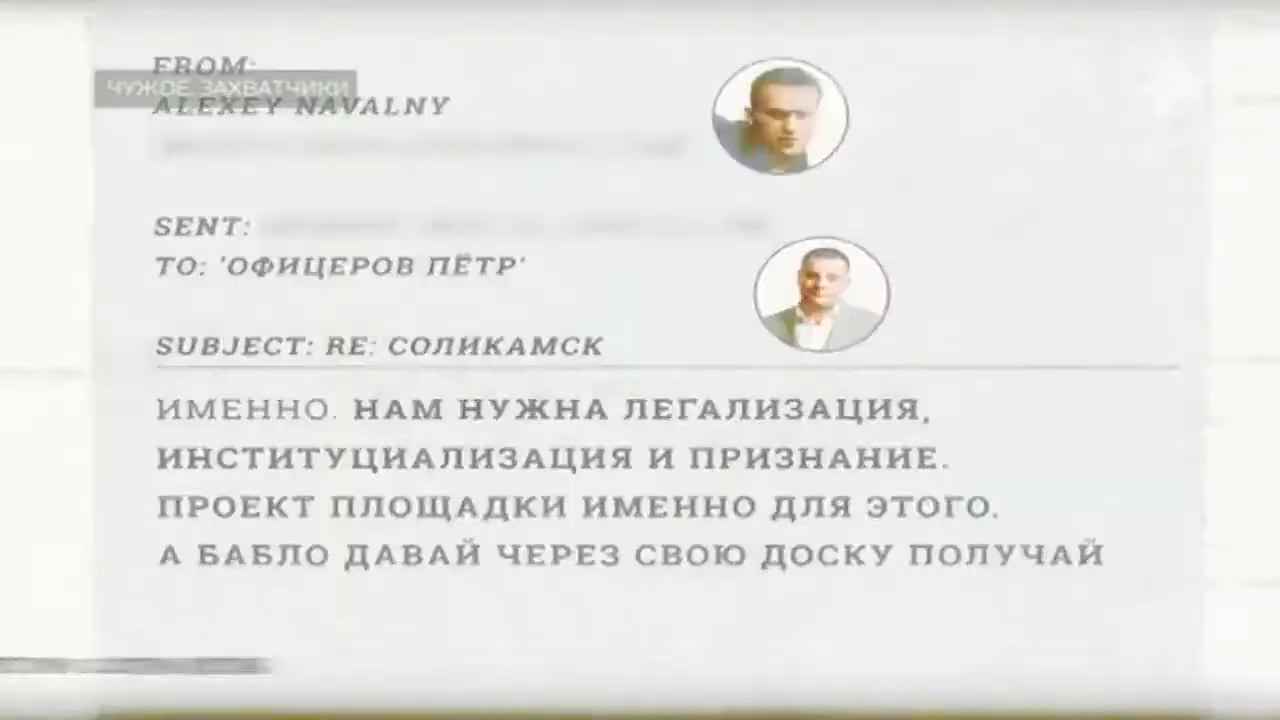 FROM:
ЧУЖОЕ. ЗАХВАТЧИКИ
ALEXEY NAVALNY
SENT:
TO: 'ОФИЦЕРОВ ПЁТР'
SUBJECT: RE: СОЛИКАМСК
ИМЕННО. НАМ НУЖНА ЛЕГАЛИЗАЦИЯ,
ИНСТИТУЦИАЛИЗАЦИЯ И ПРИЗНАНИЕ.
ПРОЕКТ ПЛОЩАДКИ ИМЕННО ДЛЯ ЭТОГО.
А БАБЛО ДАВАЙ ЧЕРЕЗ СВОЮ ДОСКУ ПОЛУЧАЙ